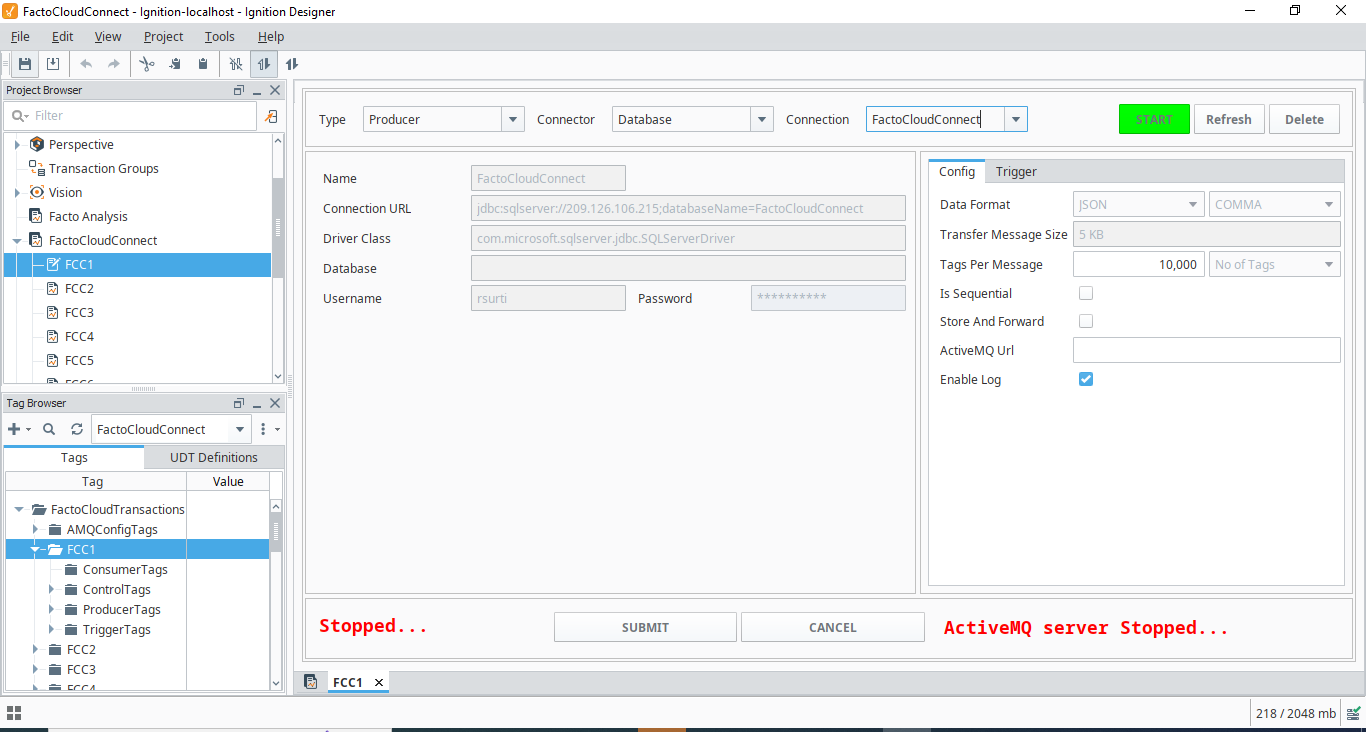 FactoCloudConnect - Ignition-localhost - Ignition Designer
File Edit View Project Tools Help
Project Browser
Filter
Perspective
Transaction Groups
Vision
Facto Analysis
FactoCloudConnect
FCC1
FCC2
FCC3
FCC4
FCC5
FCC6
Tag Browser
FactoCloudConnect
Tags UDT Definitions
Tag Value
FactoCloudTransactions
AMQConfigTags
FCC1
ConsumerTags
ControlTags
ProducerTags
TriggerTags
FCC2
FCC3
FCC4
Type Producer Connector Database Connection FactoCloudConnect START Refresh Delete
Name FactoCloudConnect
Connection URL jdbc:sqlserver://209.126.106.215;databaseName=FactoCloudConnect
Driver Class com.microsoft.sqlserver.jdbc.SQLServerDriver
Database
Username rsurti Password **********
Config Trigger
Data Format JSON COMMA
Transfer Message Size 5 KB
Tags Per Message 10,000 No of Tags
Is Sequential
Store And Forward
ActiveMQ Url
Enable Log
Stopped... SUBMIT CANCEL ActiveMQ server Stopped...
FCC1
218 / 2048 mb